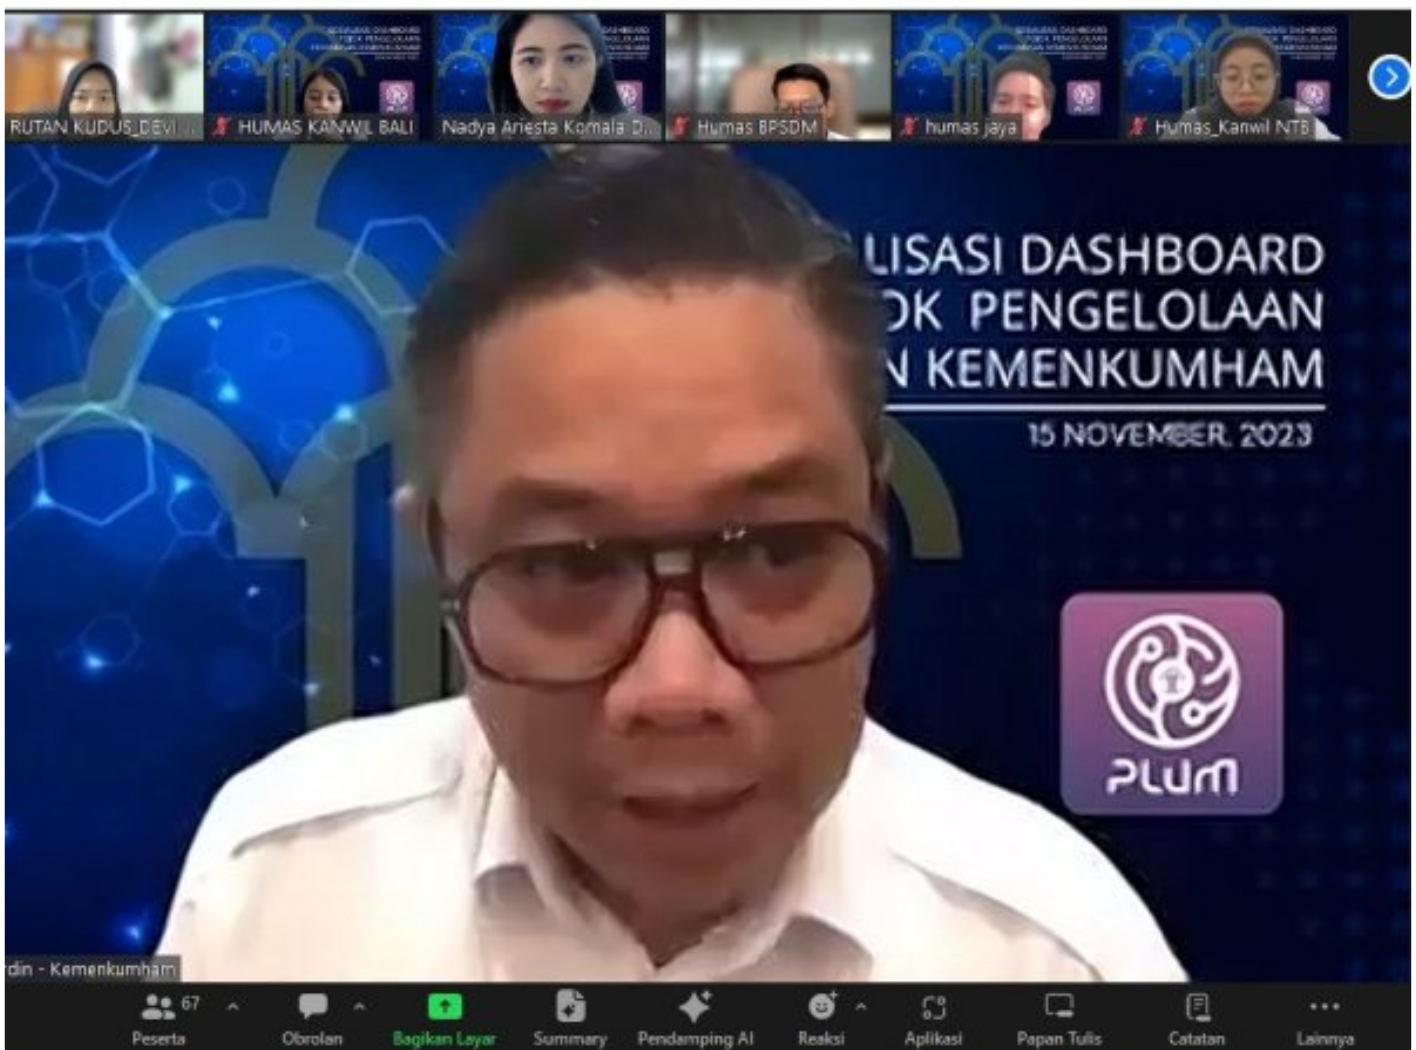 RUTAN KUDUS_DEVI ...
HUMAS KANWIL BALI
Nadya Ariesta Komala D...
Humas BPSDM
humas jaya
Humas_Kanwil NTB
LISASI DASHBOARD
OK PENGELOLAAN
N KEMENKUMHAM
15 NOVEMBER 2023
PLUM
din - Kemenkumham
67
Peserta
Obrolan
Bagikan Layar
Summary
Pendamping AI
Reaksi
Aplikasi
Papan Tulis
Catatan
Lainnya